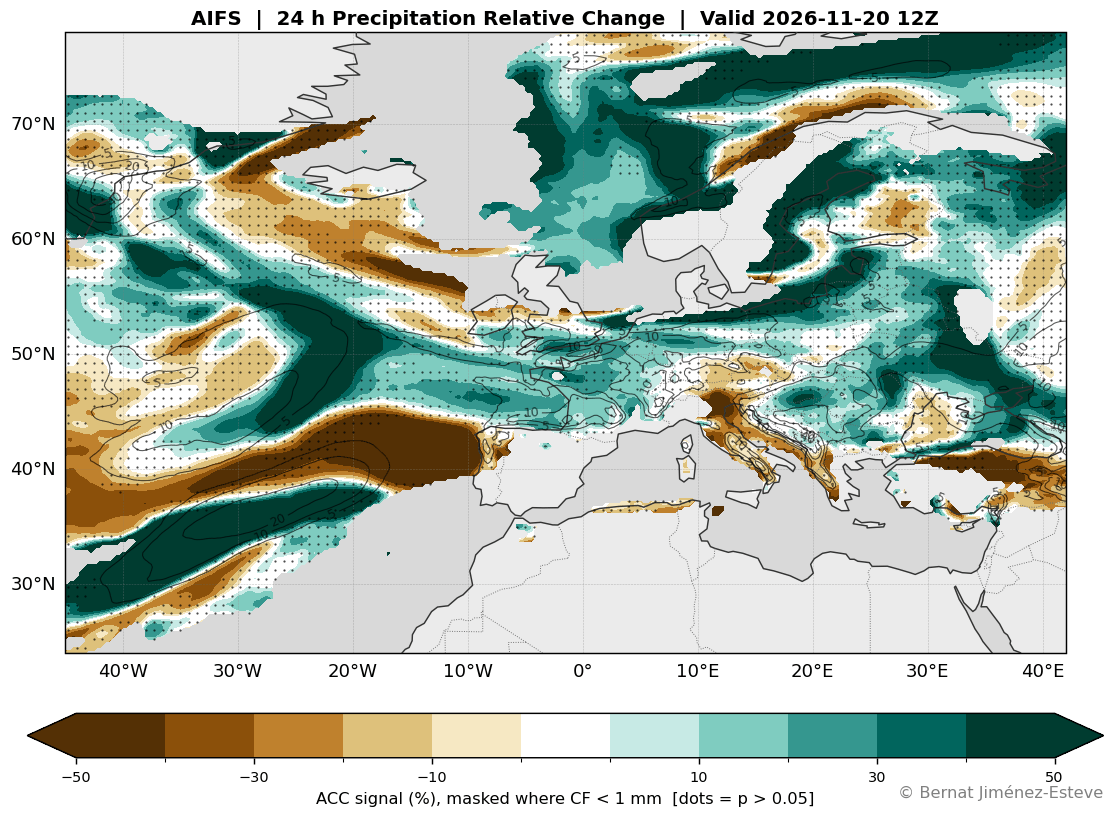 AIFS | 24 h Precipitation Relative Change | Valid 2026-11-20 12Z
70°N
60°N
50°N
40°N
30°N
40°W 30°W 20°W 10°W 0° 10°E 20°E 30°E 40°E
−50 −30 −10 10 30 50
ACC signal (%), masked where CF < 1 mm [dots = p > 0.05]
© Bernat Jiménez-Esteve